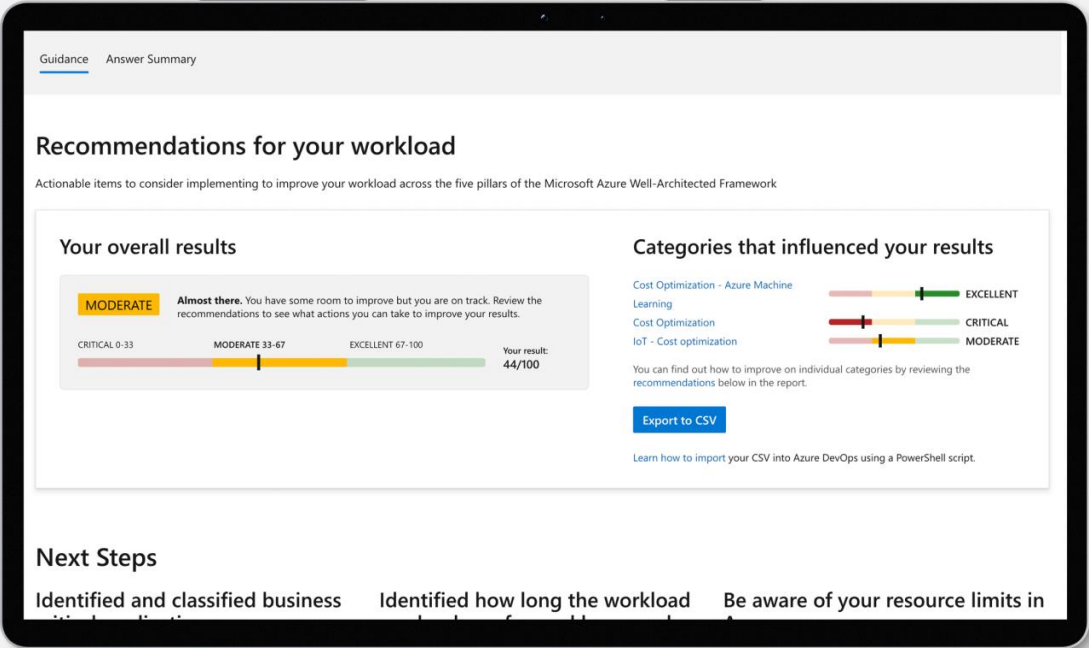 Guidance Answer Summary
Recommendations for your workload
Actionable items to consider implementing to improve your workload across the five pillars of the Microsoft Azure Well-Architected Framework
Your overall results
MODERATE
Almost there. You have some room to improve but you are on track. Review the
recommendations to see what actions you can take to improve your results.
CRITICAL 0-33 MODERATE 33-67 EXCELLENT 67-100
Your result:
44/100
Categories that influenced your results
Cost Optimization - Azure Machine
Learning
EXCELLENT
Cost Optimization
CRITICAL
IoT - Cost optimization
MODERATE
You can find out how to improve on individual categories by reviewing the
recommendations below in the report.
Export to CSV
Learn how to import your CSV into Azure DevOps using a PowerShell script.
Next Steps
Identified and classified business
Identified how long the workload
Be aware of your resource limits in